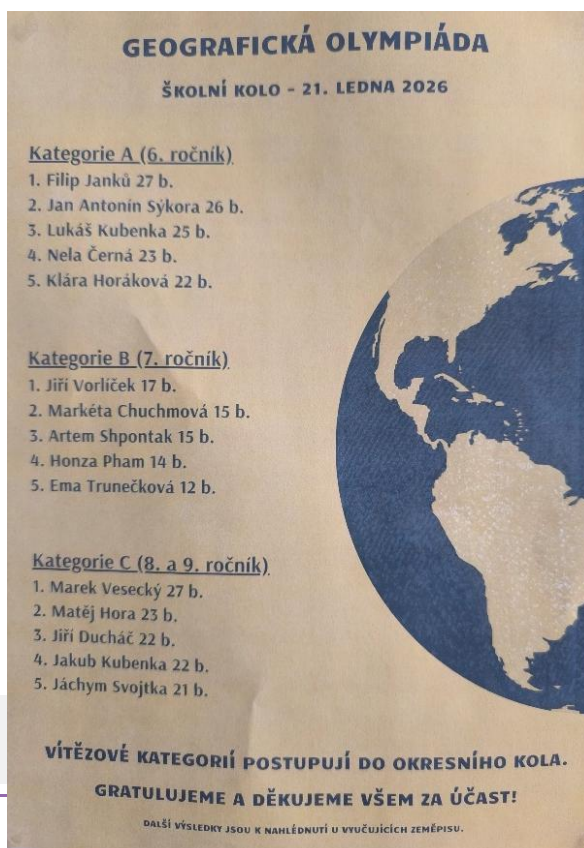 GEOGRAFICKÁ OLYMPIÁDA
ŠKOLNÍ KOLO - 21. LEDNA 2026
Kategorie A (6. ročník)
1. Filip Janků 27 b.
2. Jan Antonín Sýkora 26 b.
3. Lukáš Kubenka 25 b.
4. Nela Černá 23 b.
5. Klára Horáková 22 b.
Kategorie B (7. ročník)
1. Jiří Vorlíček 17 b.
2. Markéta Chuchmová 15 b.
3. Artem Shpontak 15 b.
4. Honza Pham 14 b.
5. Ema Trunečková 12 b.
Kategorie C (8. a 9. ročník)
1. Marek Vesecký 27 b.
2. Matěj Hora 23 b.
3. Jiří Ducháč 22 b.
4. Jakub Kubenka 22 b.
5. Jáchym Svojtka 21 b.
VÍTĚZOVÉ KATEGORIÍ POSTUPUJÍ DO OKRESNÍHO KOLA.
GRATULUJEME A DĚKUJEME VŠEM ZA ÚČAST!
DALŠÍ VÝSLEDKY JSOU K NAHLÉDNUTÍ U VYUČUJÍCÍCH ZEMĚPISU.